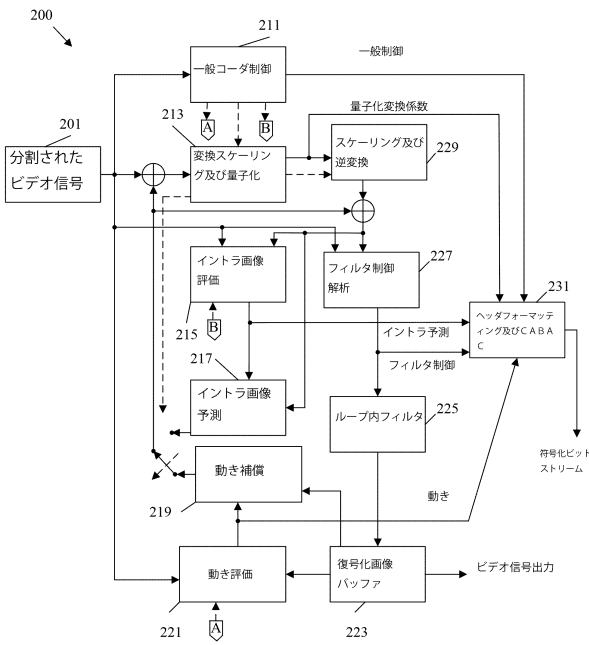 200
211
一般コーダ制御
一般制御
A
B
量子化変換係数
201
分割された
ビデオ信号
213
変換スケーリン
グ及び量子化
スケーリング及び
逆変換
229
イントラ画像
評価
215
B
フィルタ制御
解析
227
231
ヘッダフォーマッテ
ィング及びＣＡＢＡ
Ｃ
イントラ予測
フィルタ制御
217
イントラ画像
予測
ループ内フィルタ
225
符号化ビット
ストリーム
動き補償
219
動き
動き評価
221
A
復号化画像
バッファ
223
ビデオ信号出力